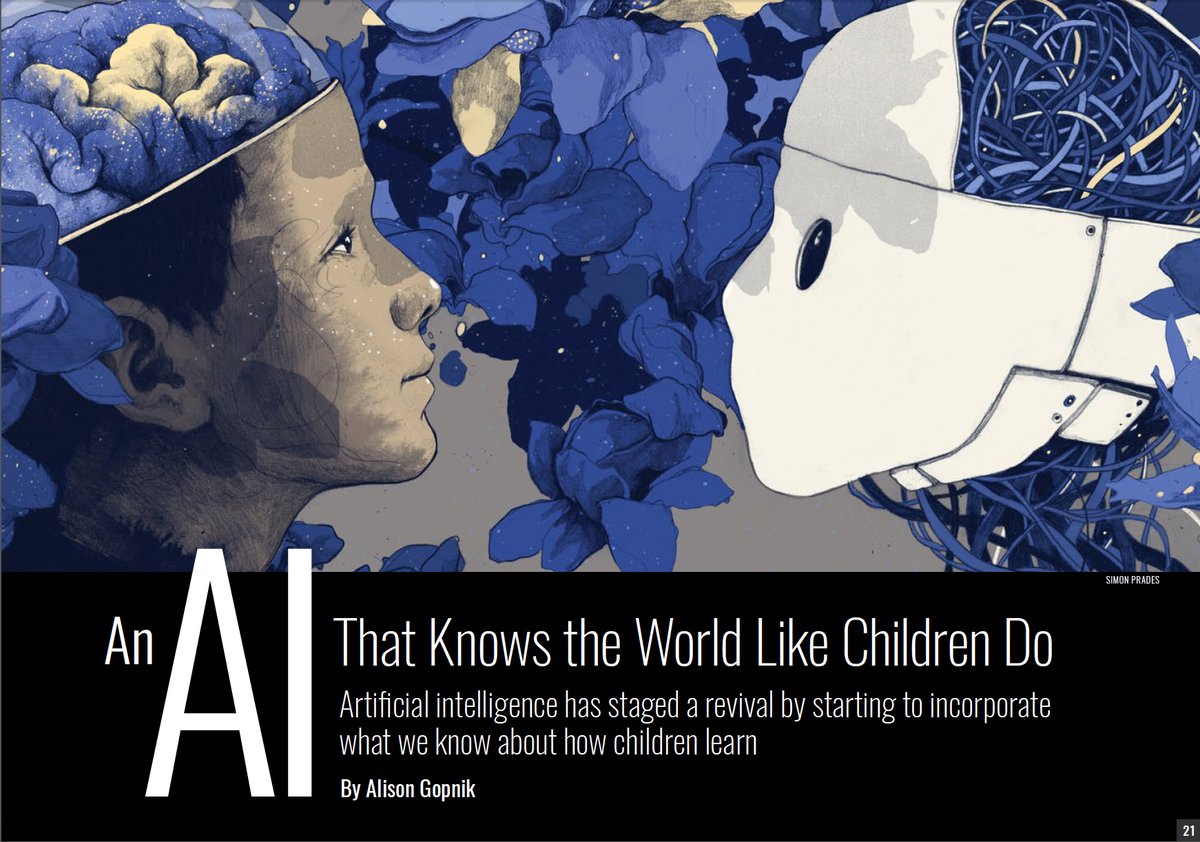 SIMON PRADES
An AI That Knows the World Like Children Do
Artificial intelligence has staged a revival by starting to incorporate
what we know about how children learn
By Alison Gopnik
21